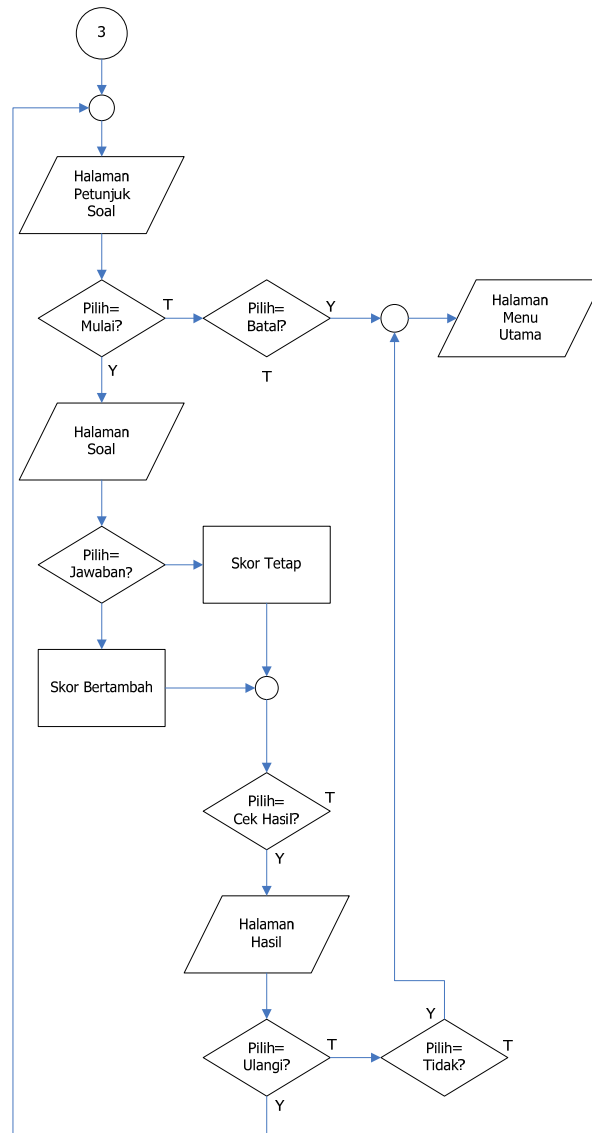 3
Halaman
Petunjuk
Soal
Pilih=
Mulai?
T
Pilih=
Batal?
Y
Halaman
Menu
Utama
Y
T
Halaman
Soal
Pilih=
Jawaban?
Skor Tetap
Skor Bertambah
Pilih=
Cek Hasil?
T
Y
Halaman
Hasil
Pilih=
Ulangi?
T
Y
Pilih=
Tidak?
T
Y